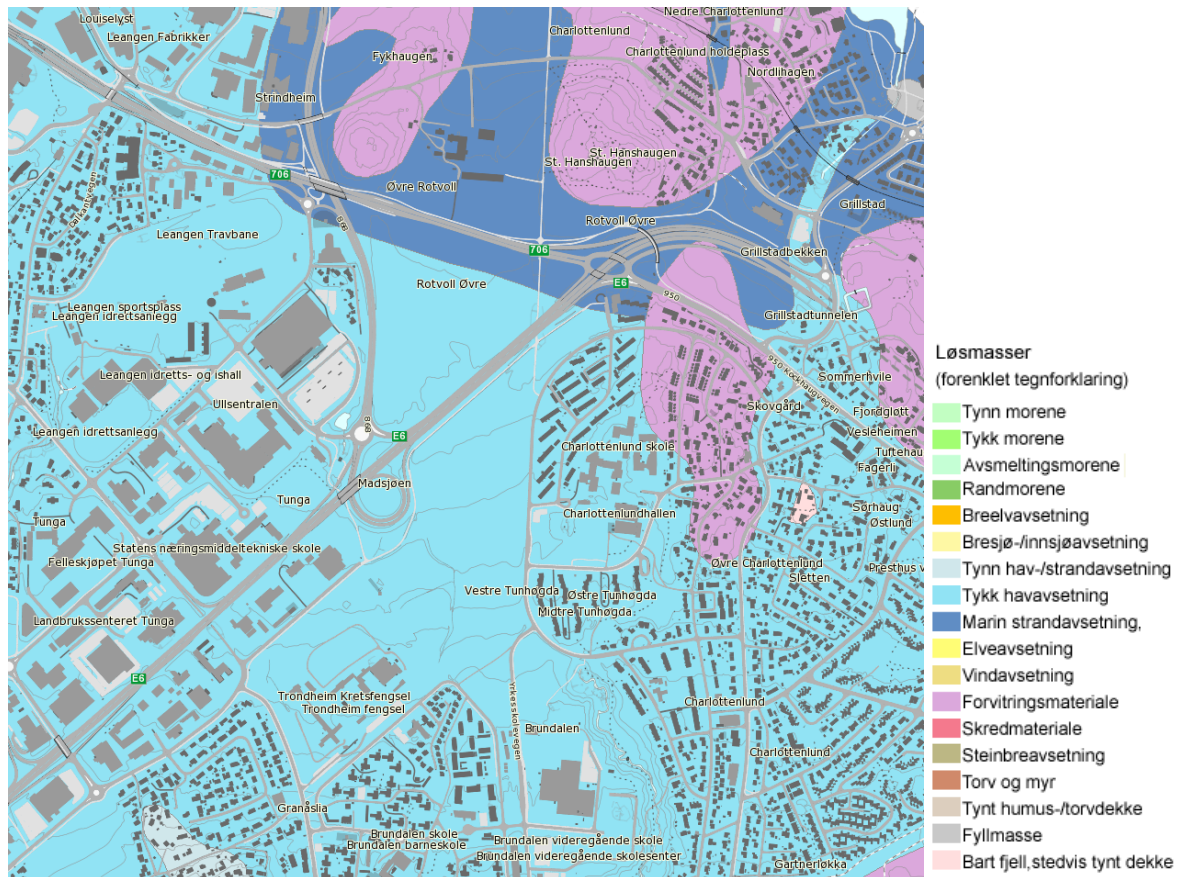 Louiselyst
Nedre Charlottenlund
Leangen Fabrikker
Charlottenlund
Fykhaugen
Charlottenlund holdeplass
Nordlihagen
Strindheim
St. Hanshaugen
St. Hanshaugen
706
Øvre Rotvoll
Grillstad
Rotvoll Øvre
868
Leangen Travbane
706
Grillstadbekken
Rotvoll Øvre
E6
950
Leangen sportsplass
Leangen idrettsanlegg
Grillstadtunnelen
950 Kockhaugvegen
Leangen idretts- og ishall
Sommerhvile
Ullsentralen
Skovgård
Fjordgløtt
868
Leangen idrettsanlegg
E6
Vesleheimen
Charlottenlund skole
Tuftehau
Fagerli
Madsjøen
Tunga
Sørhaug
Charlottenlundhallen
Tunga
Østlund
Statens næringsmiddeltekniske skole
Felleskjøpet Tunga
Øvre Charlottenlund
Presthus v
Sletten
Vestre Tunhøgda
Østre Tunhøgda
Midtre Tunhøgda
Landbrukssenteret Tunga
E6
Trondheim Kretsfengsel
Trondheim fengsel
Yrkesskolevegen
Charlottenlund
Brundalen
Charlottenlund
Granåslia
Brundalen skole
Brundalen barneskole
Brundalen videregående skole
Brundalen videregående skolesenter
Gartnerløkka
Løsmasser
(forenklet tegnforklaring)
Tynn morene
Tykk morene
Avsmeltingsmorene
Randmorene
Breelvavsetning
Bresjø-/innsjøavsetning
Tynn hav-/strandavsetning
Tykk havavsetning
Marin strandavsetning,
Elveavsetning
Vindavsetning
Forvitringsmateriale
Skredmateriale
Steinbreavsetning
Torv og myr
Tynt humus-/torvdekke
Fyllmasse
Bart fjell,stedvis tynt dekke